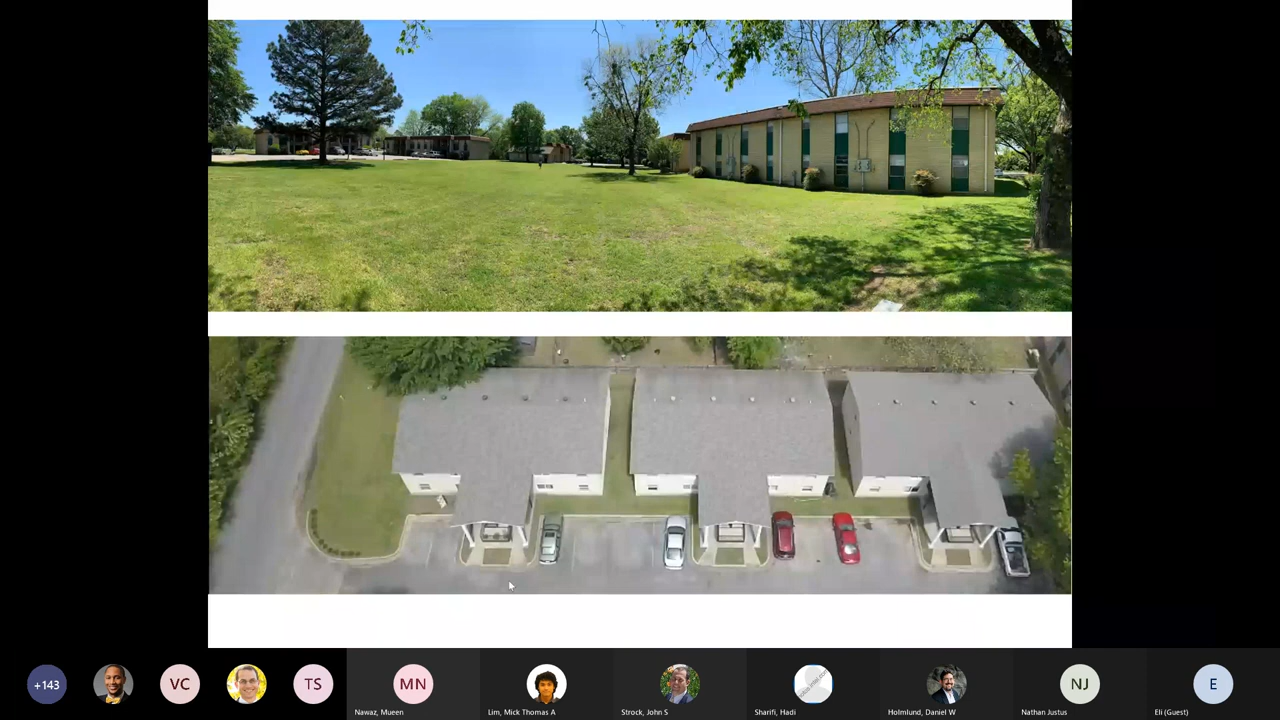 +143
VC
TS
MN
NJ
E
Nawaz, Mueen
Lim, Mick Thomas A
Strock, John S
Sharifi, Hadi
Holmlund, Daniel W
Nathan Justus
Eli (Guest)